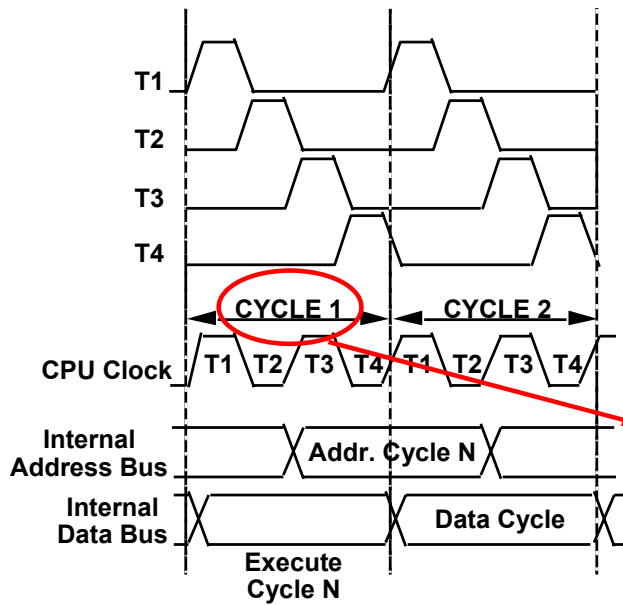 T1
T2
T3
T4
CYCLE 1 CYCLE 2
CPU Clock T1 T2 T3 T4 T1 T2 T3 T4
Internal
Address Bus Addr. Cycle N
Internal
Data Bus Data Cycle
Execute
Cycle N